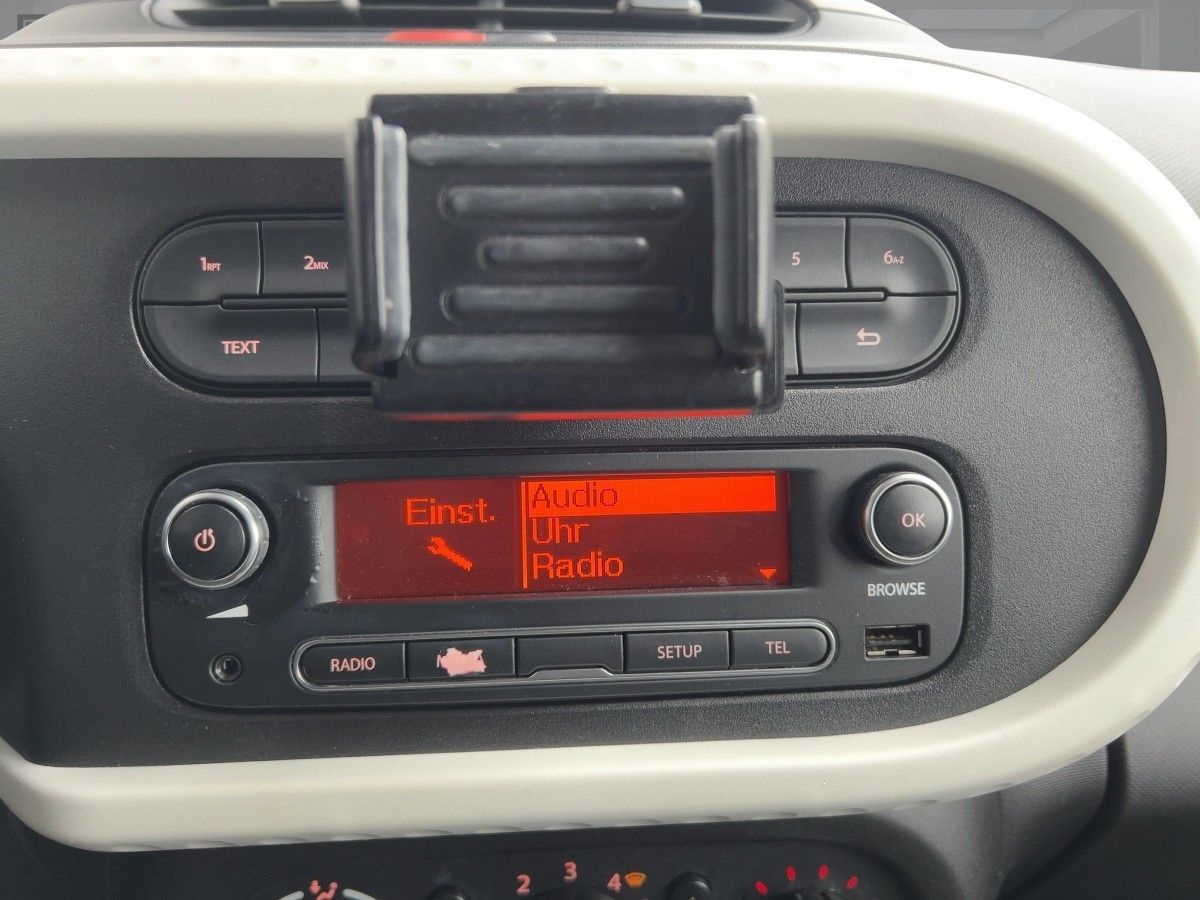 1RPT
2MIX
5
6A-Z
TEXT
Einst.
Audio
Uhr
Radio
OK
BROWSE
RADIO
SETUP
TEL
2
3
4